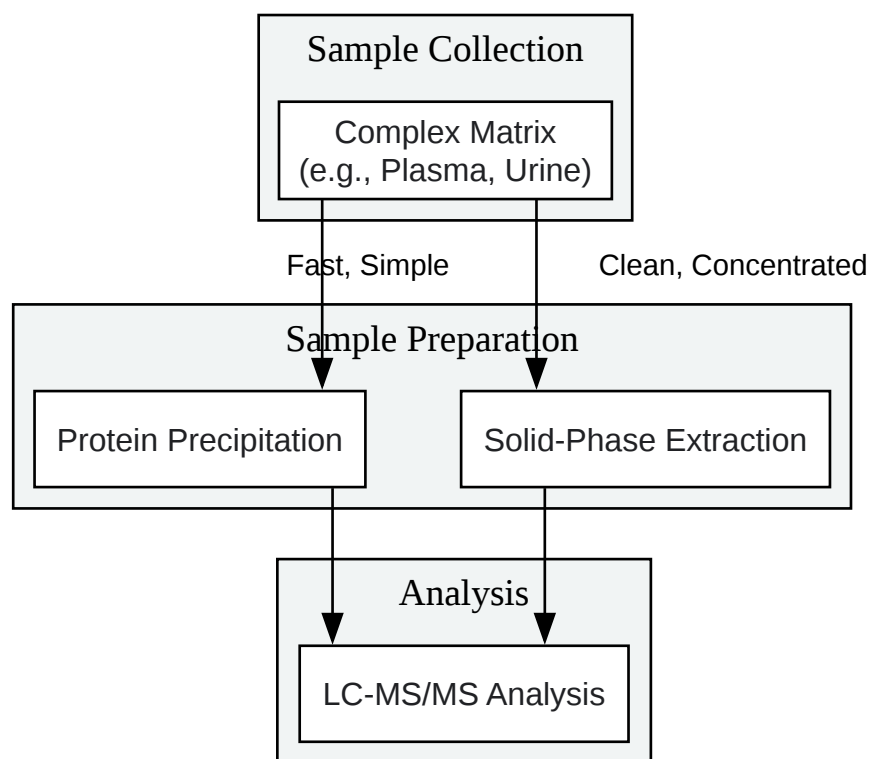 Sample Collection
Complex Matrix
(e.g., Plasma, Urine)
Fast, Simple
Clean, Concentrated
Sample Preparation
Protein Precipitation
Solid-Phase Extraction
Analysis
LC-MS/MS Analysis